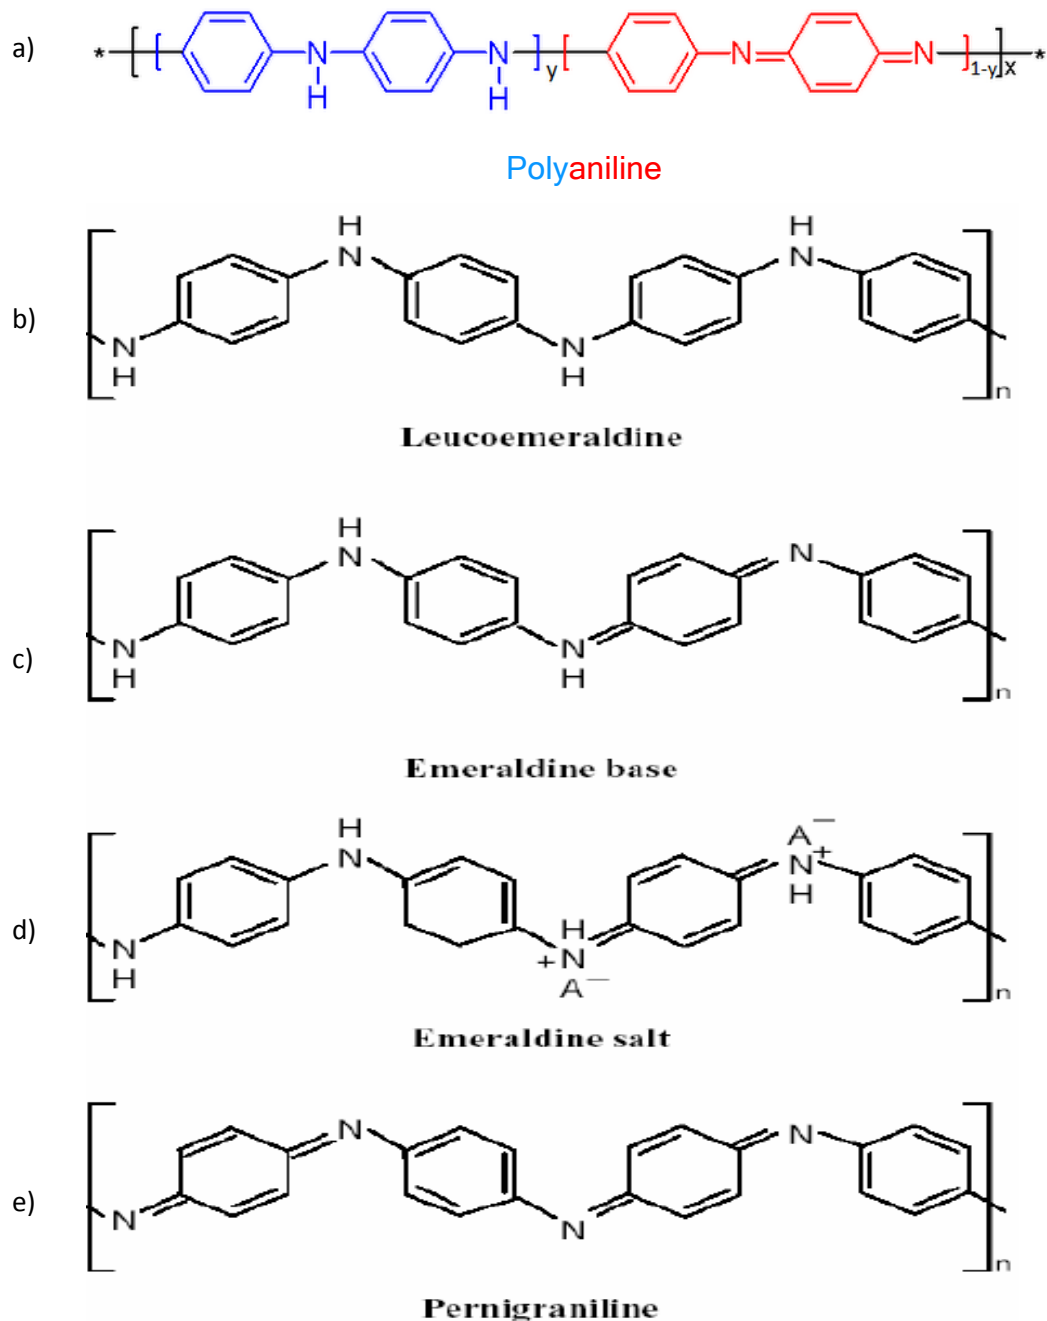 a) * N H N H y N N 1-y X *
Polyaniline
H H
N N
b)
N N
H H n
Leucoemeraldine
H
N N
c)
N N
H H n
Emeraldine base
A−
H +
N N
H
d)
H
N +N
H A− n
Emeraldine salt
N N
e)
N N
n
Pernigraniline